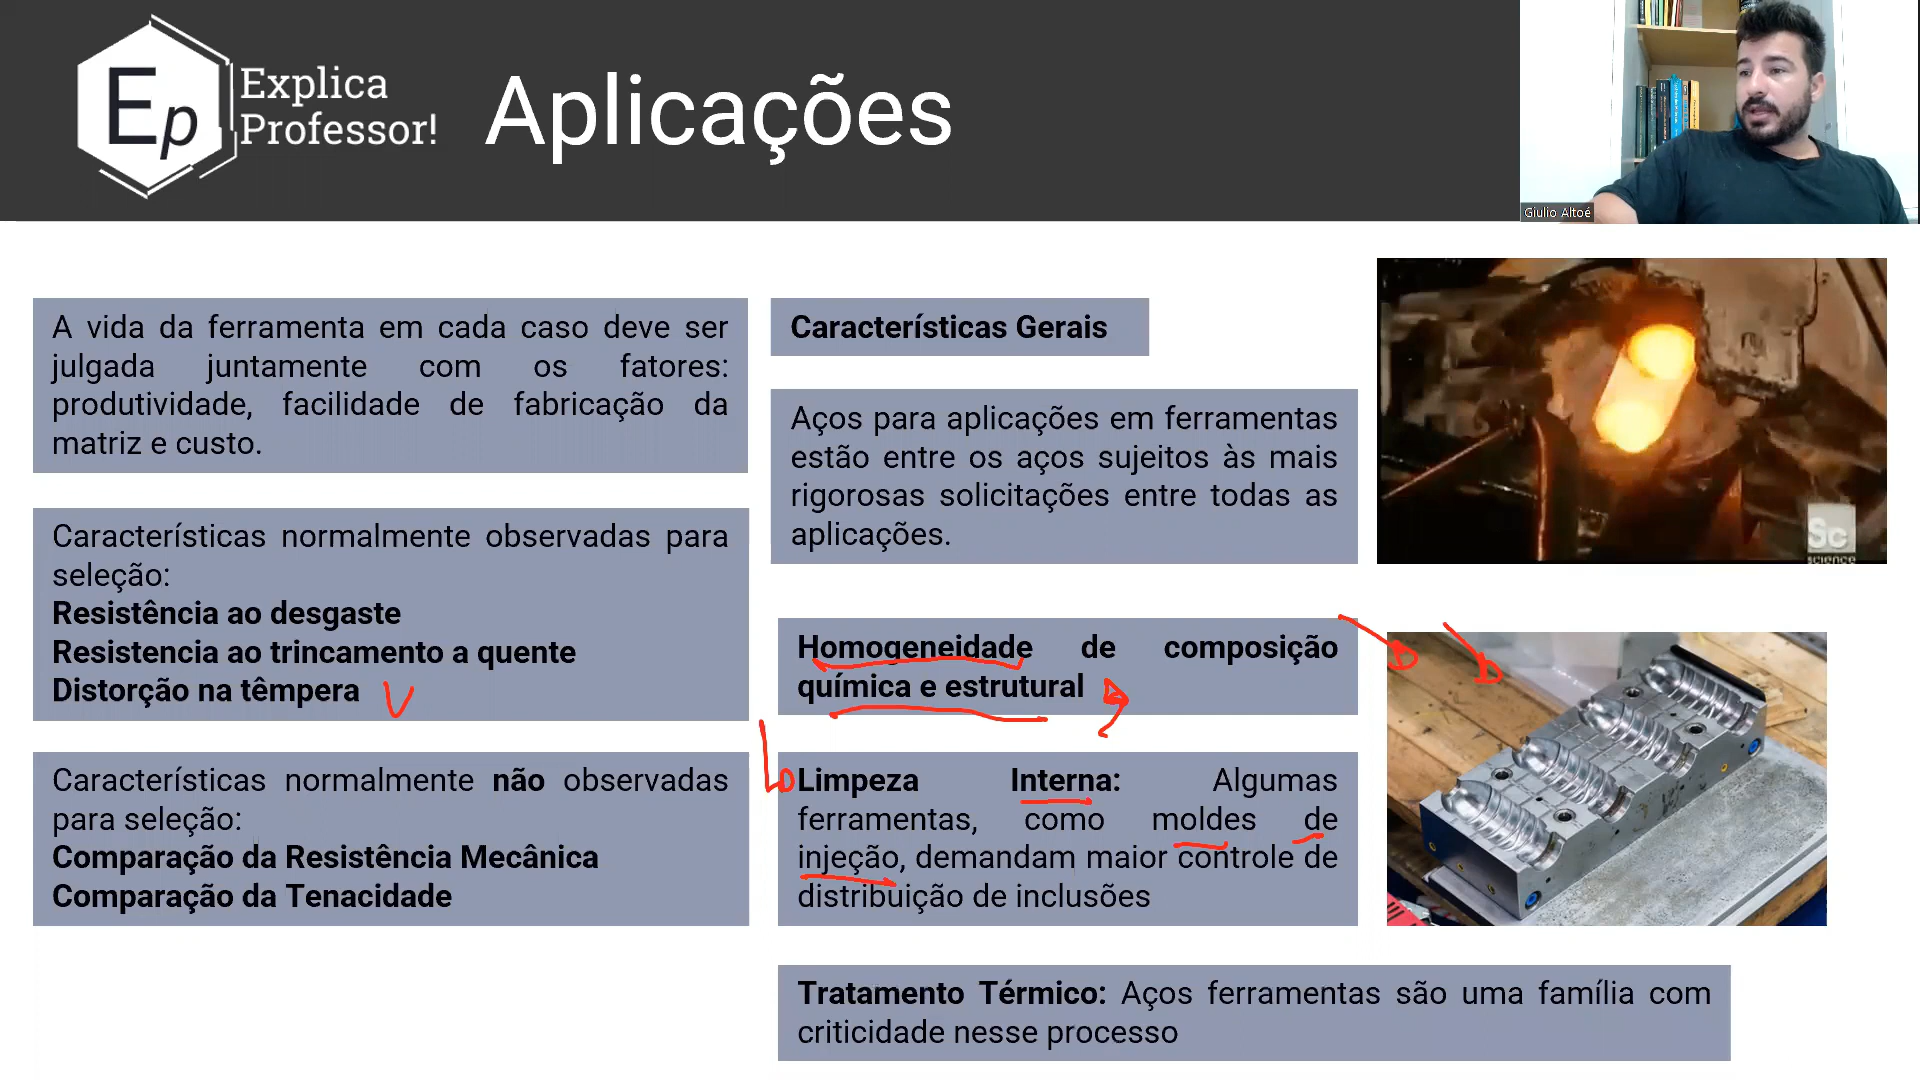 Ep
Explica
Professor!
Aplicações
Giulio Altoé
A vida da ferramenta em cada caso deve ser
julgada juntamente com os fatores:
produtividade, facilidade de fabricação da
matriz e custo.
Características normalmente observadas para
seleção:
Resistência ao desgaste
Resistencia ao trincamento a quente
Distorção na têmpera
Características normalmente não observadas
para seleção:
Comparação da Resistência Mecânica
Comparação da Tenacidade
Características Gerais
Aços para aplicações em ferramentas
estão entre os aços sujeitos às mais
rigorosas solicitações entre todas as
aplicações.
Homogeneidade de composição
química e estrutural
Limpeza Interna: Algumas
ferramentas, como moldes de
injeção, demandam maior controle de
distribuição de inclusões
Tratamento Térmico: Aços ferramentas são uma família com
criticidade nesse processo
Sc
science